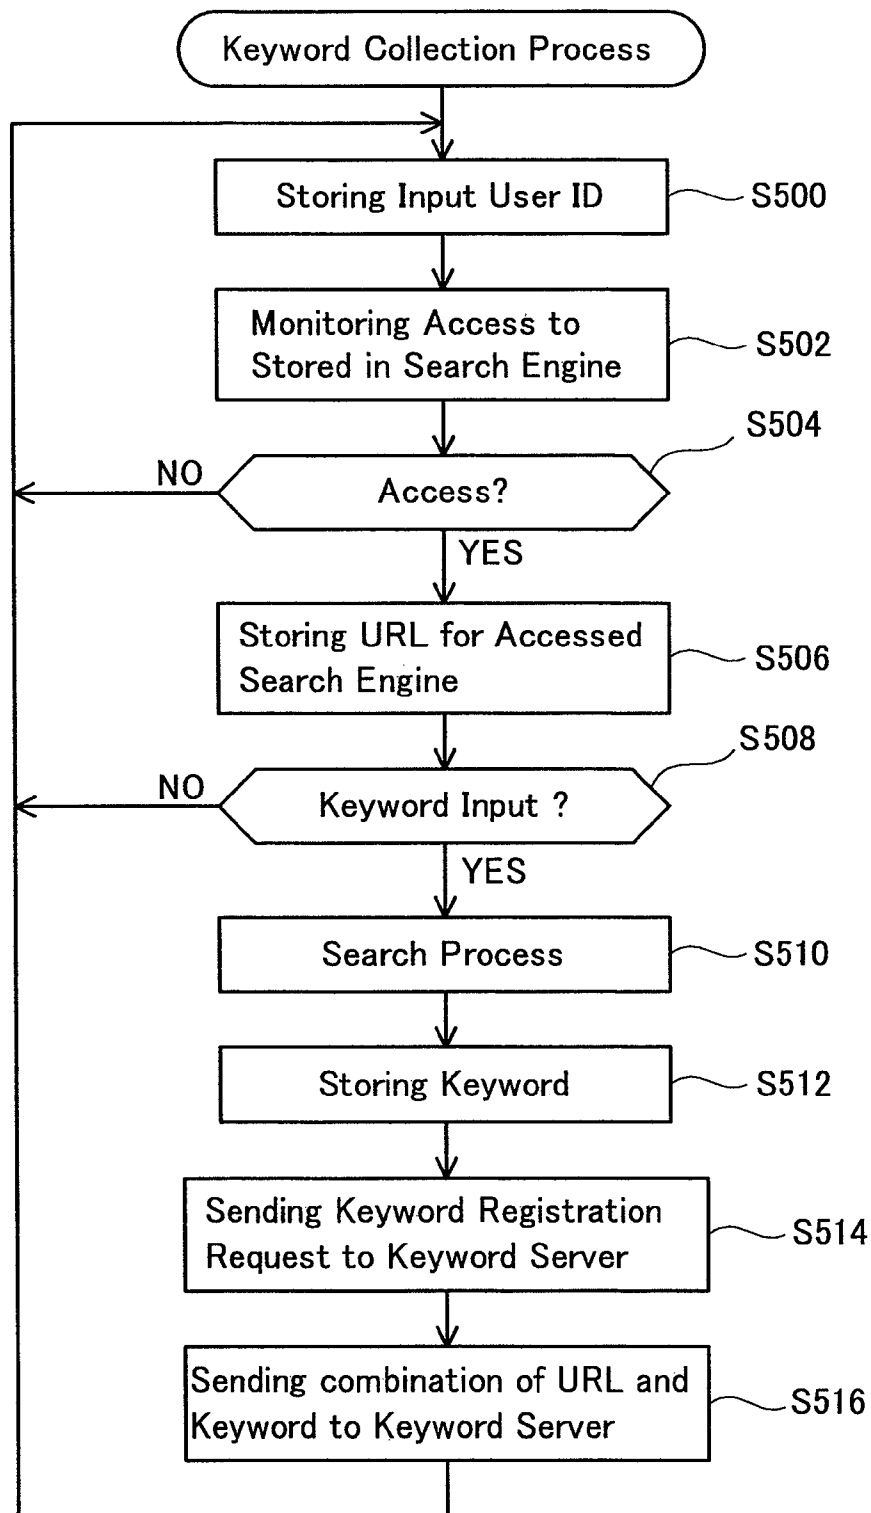 Keyword Collection Process
Storing Input User ID
S500
Monitoring Access to
Stored in Search Engine
S502
S504
NO
Access?
YES
Storing URL for Accessed
Search Engine
S506
S508
NO
Keyword Input ?
YES
Search Process
S510
Storing Keyword
S512
Sending Keyword Registration
Request to Keyword Server
S514
Sending combination of URL and
Keyword to Keyword Server
S516